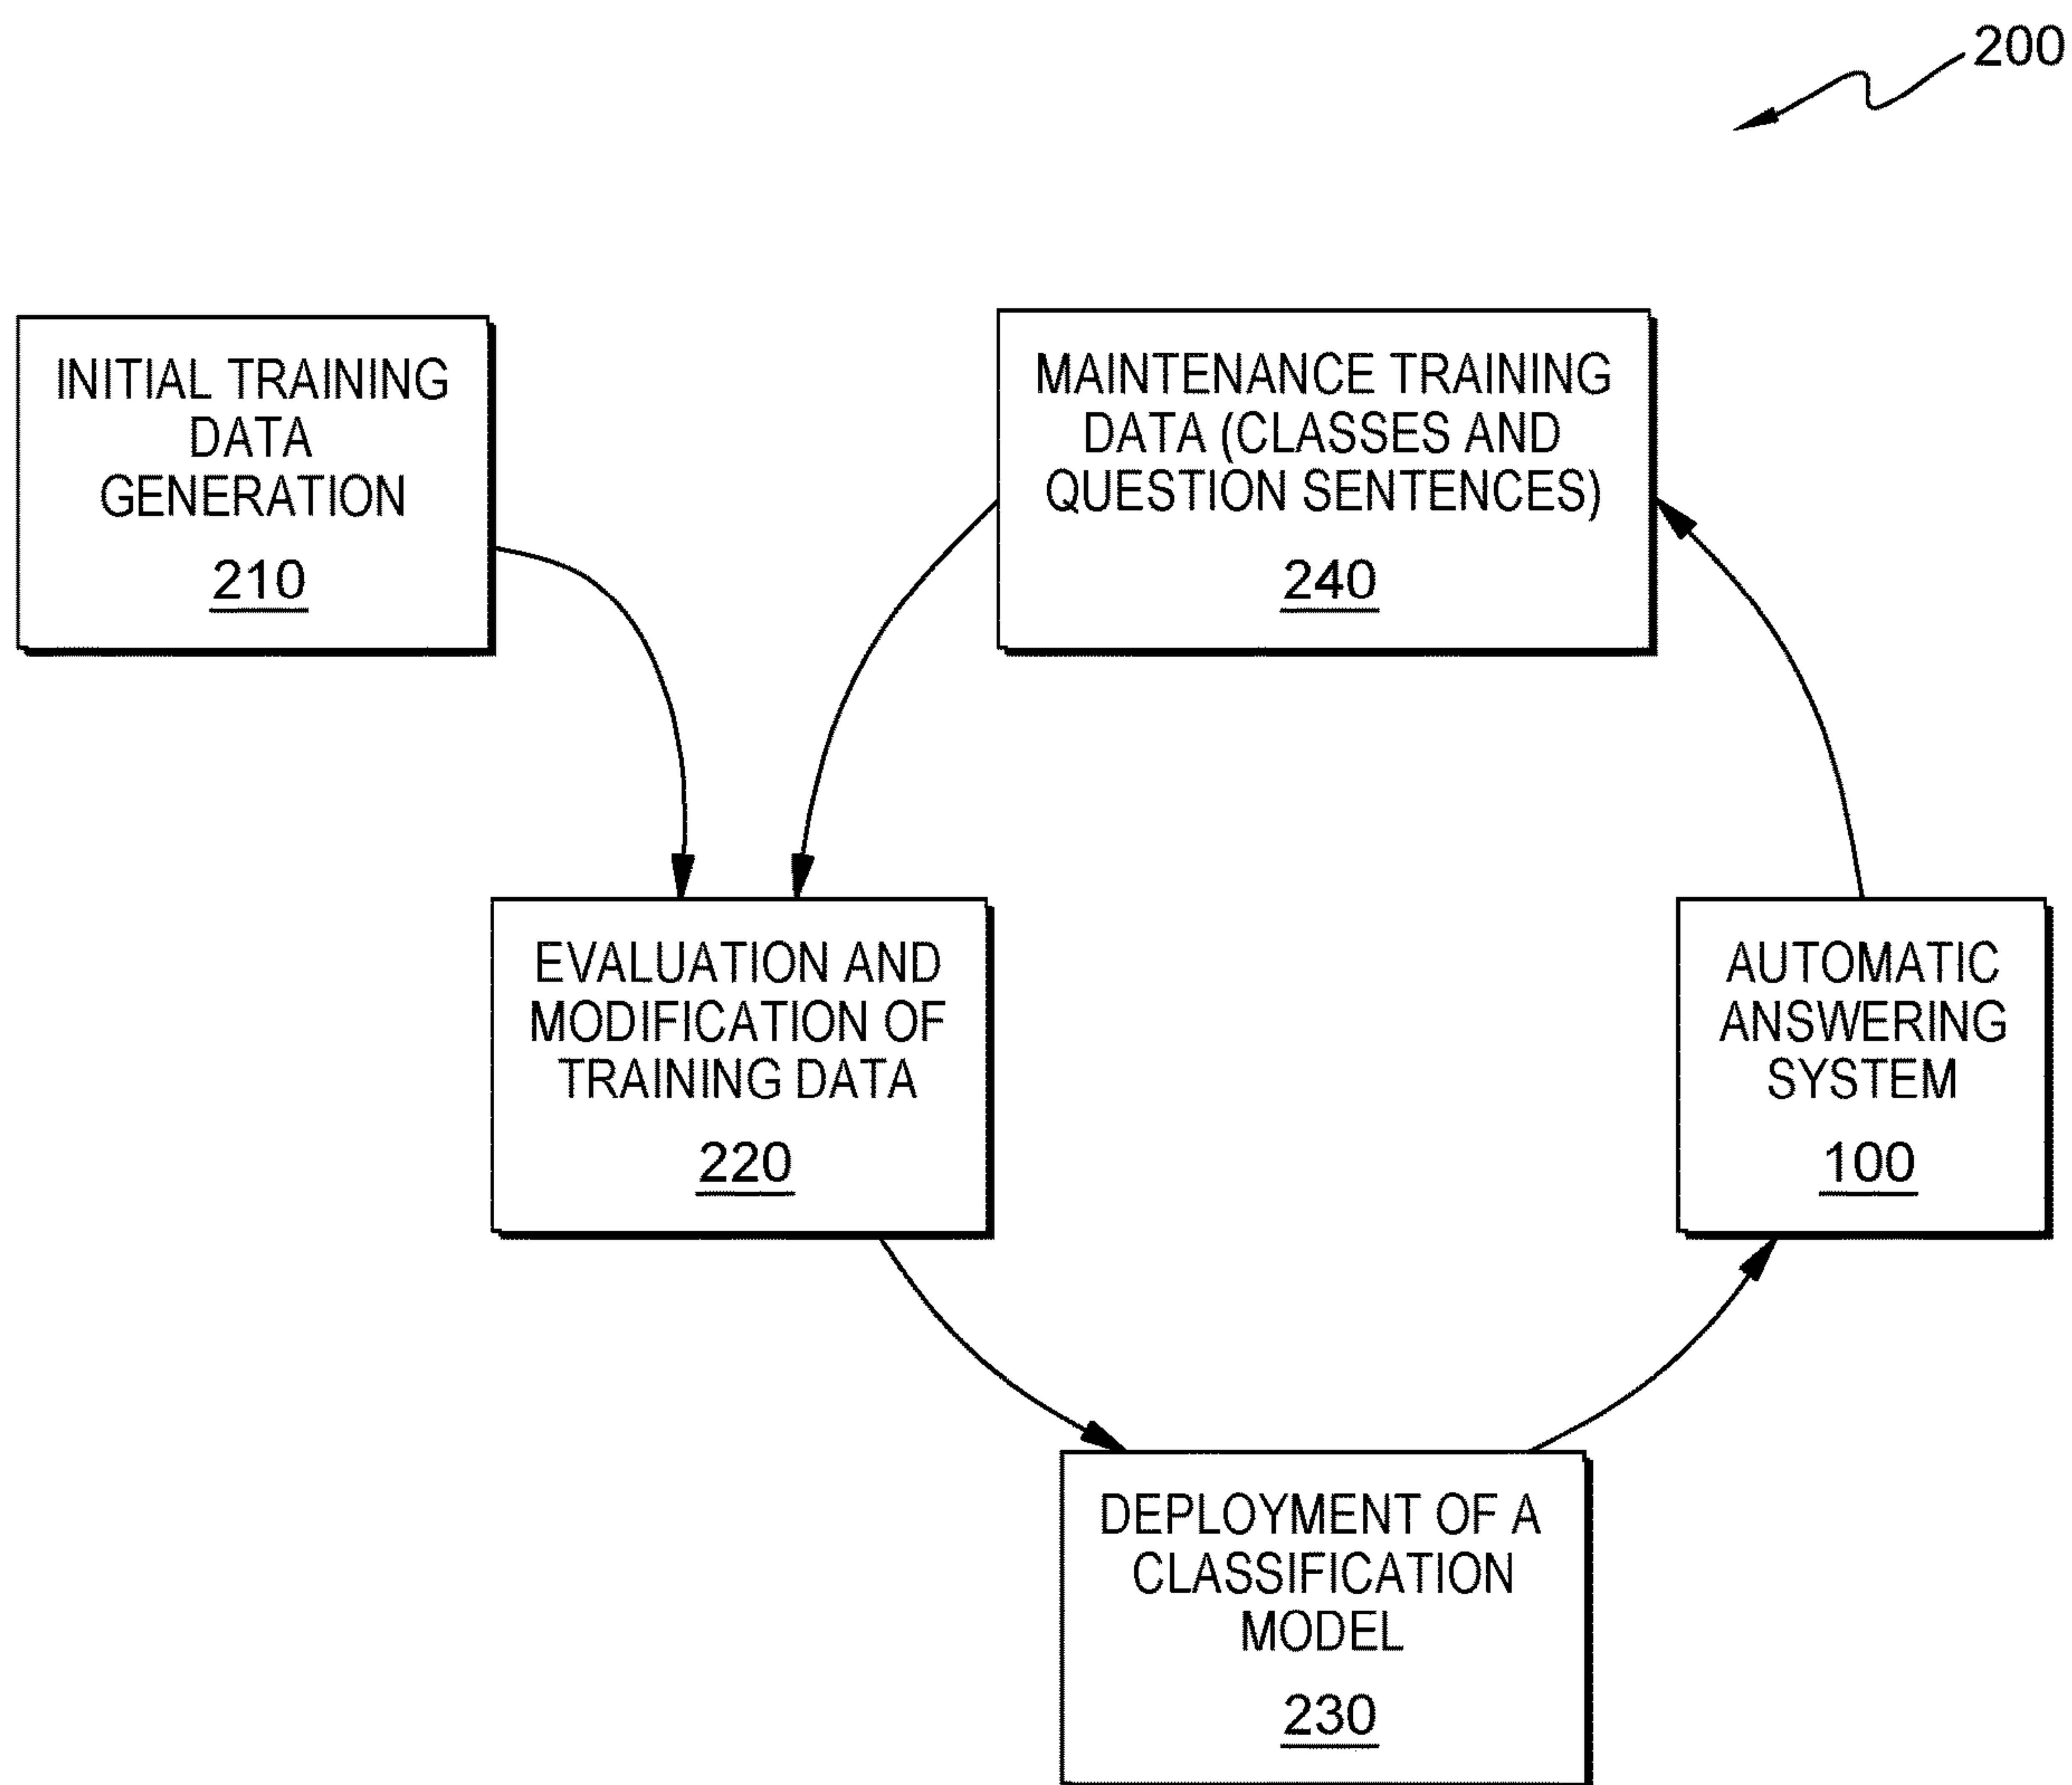 200
INITIAL TRAINING
DATA
GENERATION
210
MAINTENANCE TRAINING
DATA (CLASSES AND
QUESTION SENTENCES)
240
EVALUATION AND
MODIFICATION OF
TRAINING DATA
220
AUTOMATIC
ANSWERING
SYSTEM
100
DEPLOYMENT OF A
CLASSIFICATION
MODEL
230